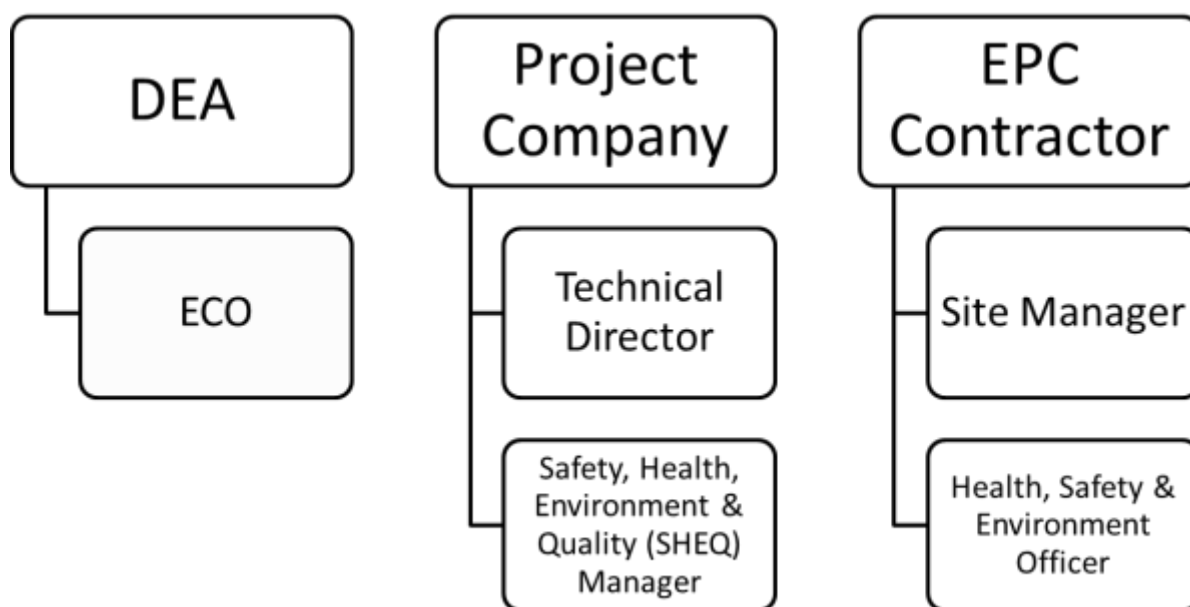 DEA
ECO
Project
Company
Technical
Director
Safety, Health,
Environment &
Quality (SHEQ)
Manager
EPC
Contractor
Site Manager
Health, Safety &
Environment
Officer